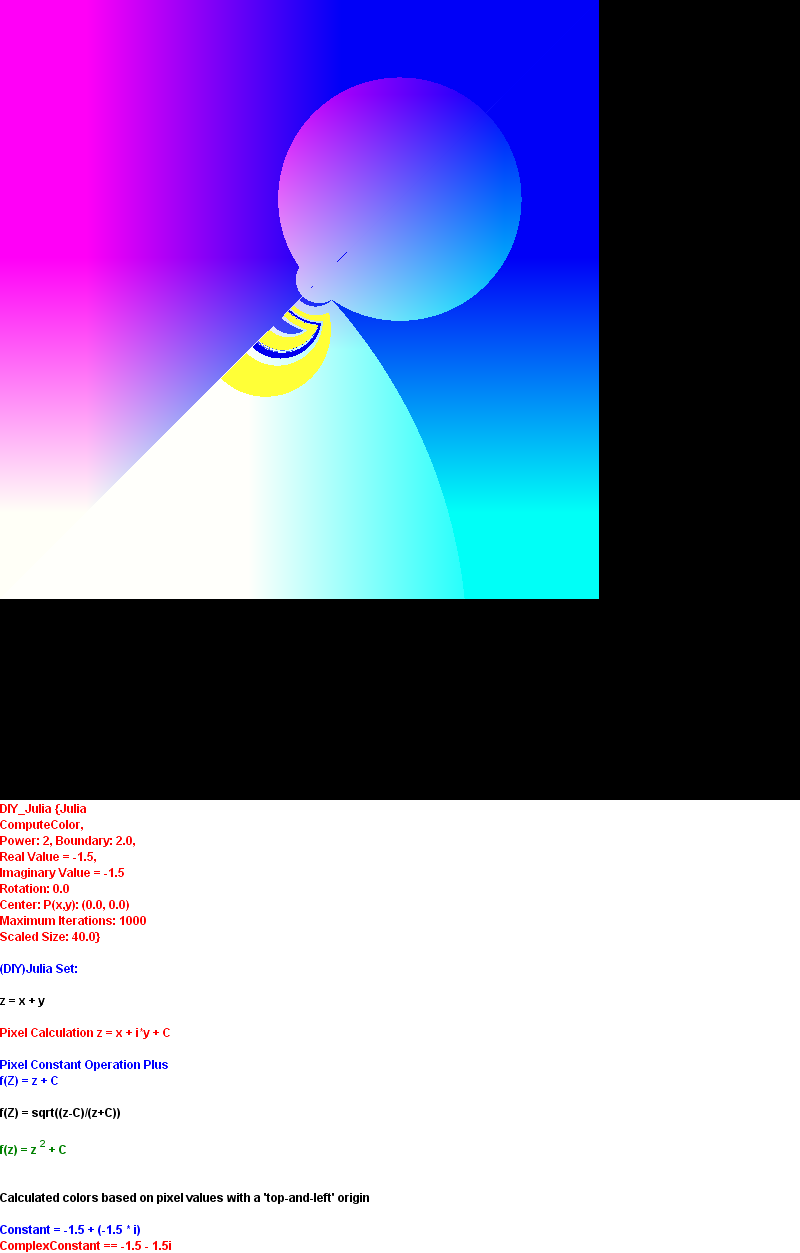 DIY_Julia {Julia
ComputeColor,
Power: 2, Boundary: 2.0,
Real Value = -1.5,
Imaginary Value = -1.5
Rotation: 0.0
Center: P(x,y): (0.0, 0.0)
Maximum Iterations: 1000
Scaled Size: 40.0}
(DIY)Julia Set:
z = x + y
Pixel Calculation z = x + i*y + C
Pixel Constant Operation Plus
f(Z) = z + C
f(Z) = sqrt((z-C)/(z+C))
f(z) = z 2 + C
Calculated colors based on pixel values with a 'top-and-left' origin
Constant = -1.5 + (-1.5 * i)
ComplexConstant == -1.5 - 1.5i